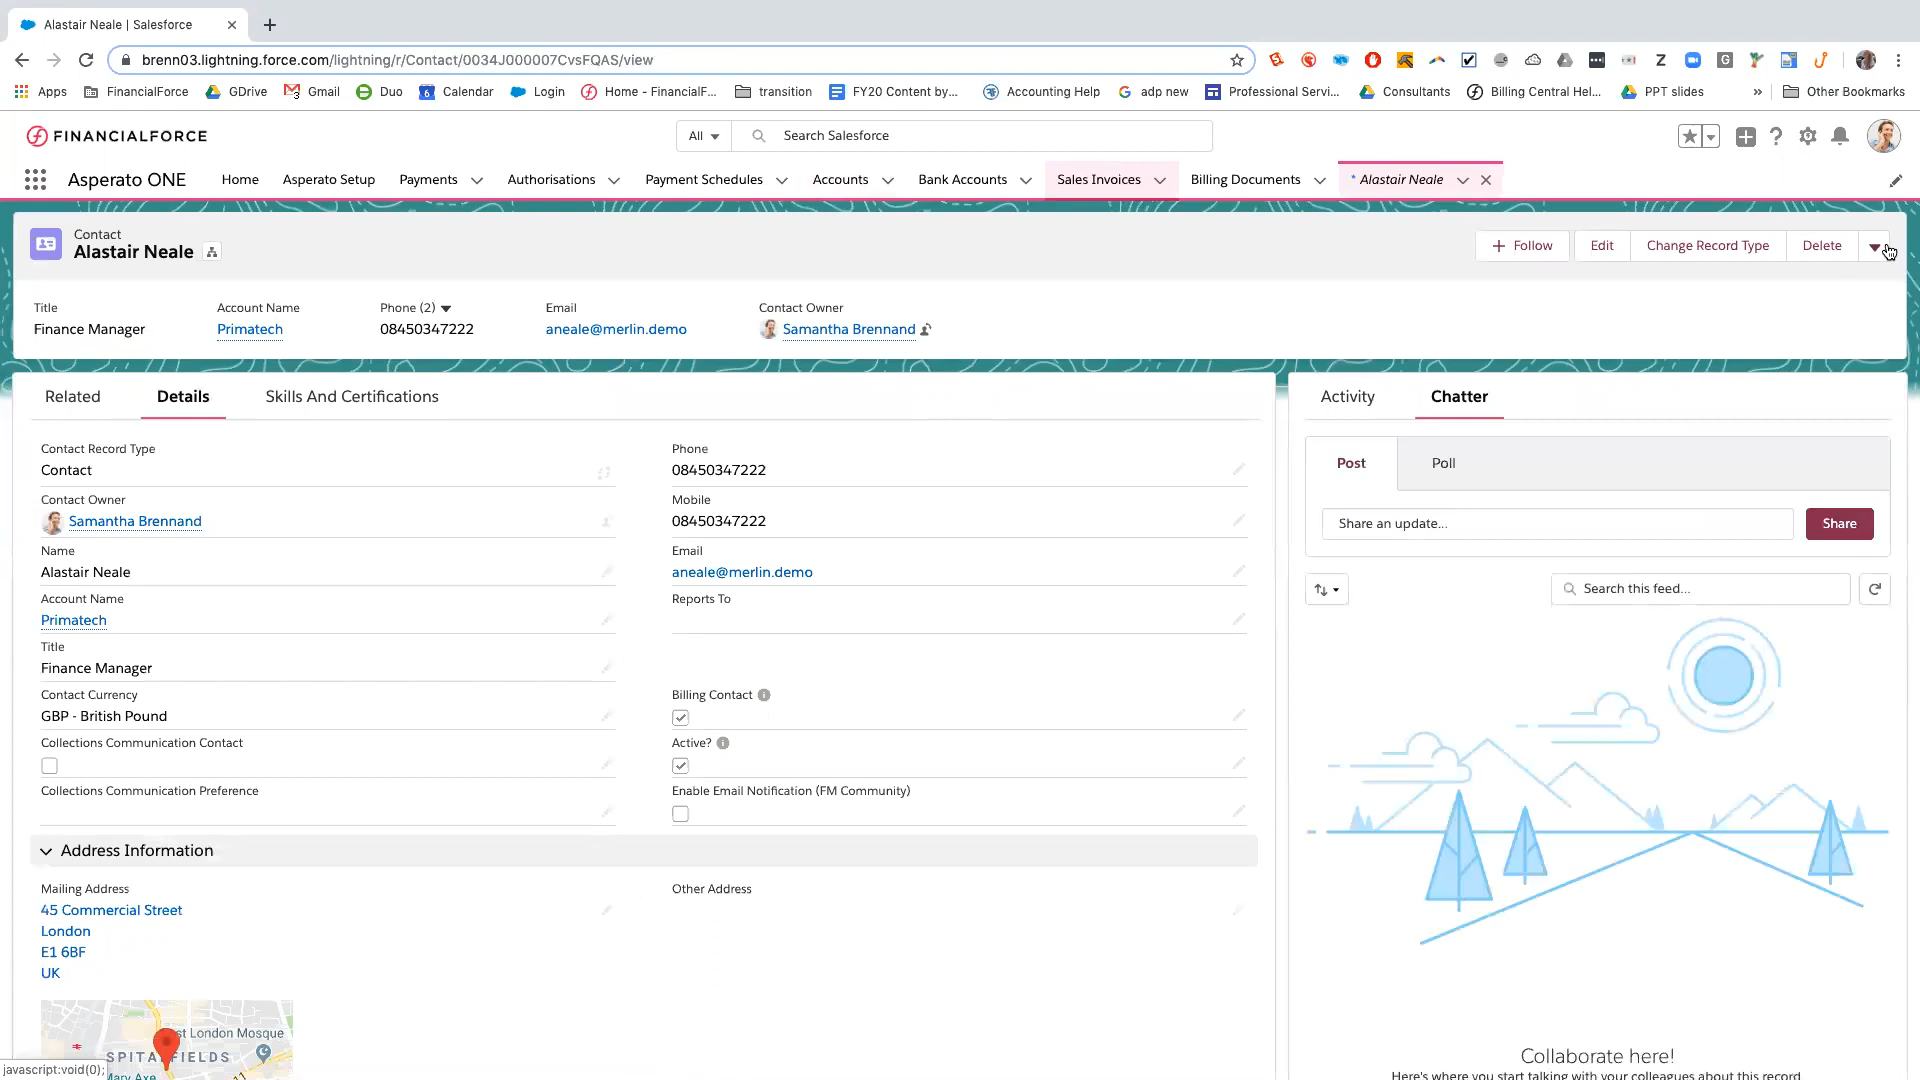 Alastair Neale | Salesforce
brenn03.lightning.force.com/lightning/r/Contact/0034J000007CvsFQAS/view
Apps FinancialForce GDrive Gmail Duo Calendar Login Home - FinancialF... transition FY20 Content by... Accounting Help adp new Professional Servi... Consultants Billing Central Hel... PPT slides » Other Bookmarks
FINANCIALFORCE All Search Salesforce
Asperato ONE Home Asperato Setup Payments Authorisations Payment Schedules Accounts Bank Accounts Sales Invoices Billing Documents * Alastair Neale
Contact
Alastair Neale
Follow Edit Change Record Type Delete
Title Account Name Phone (2) Email Contact Owner
Finance Manager Primatech 08450347222 aneale@merlin.demo Samantha Brennand
Related Details Skills And Certifications
Contact Record Type
Contact
Contact Owner
Samantha Brennand
Name
Alastair Neale
Account Name
Primatech
Title
Finance Manager
Contact Currency
GBP - British Pound
Collections Communication Contact
Collections Communication Preference
Phone
08450347222
Mobile
08450347222
Email
aneale@merlin.demo
Reports To
Billing Contact
Active?
Enable Email Notification (FM Community)
Address Information
Mailing Address
45 Commercial Street
London
E1 6BF
UK
Other Address
st London Mosque
SPITALFIELDS
Mary Axe
javascript:void(0);
Activity Chatter
Post Poll
Share an update... Share
Search this feed...
Collaborate here!
Here's where you start talking with your colleagues about this record.